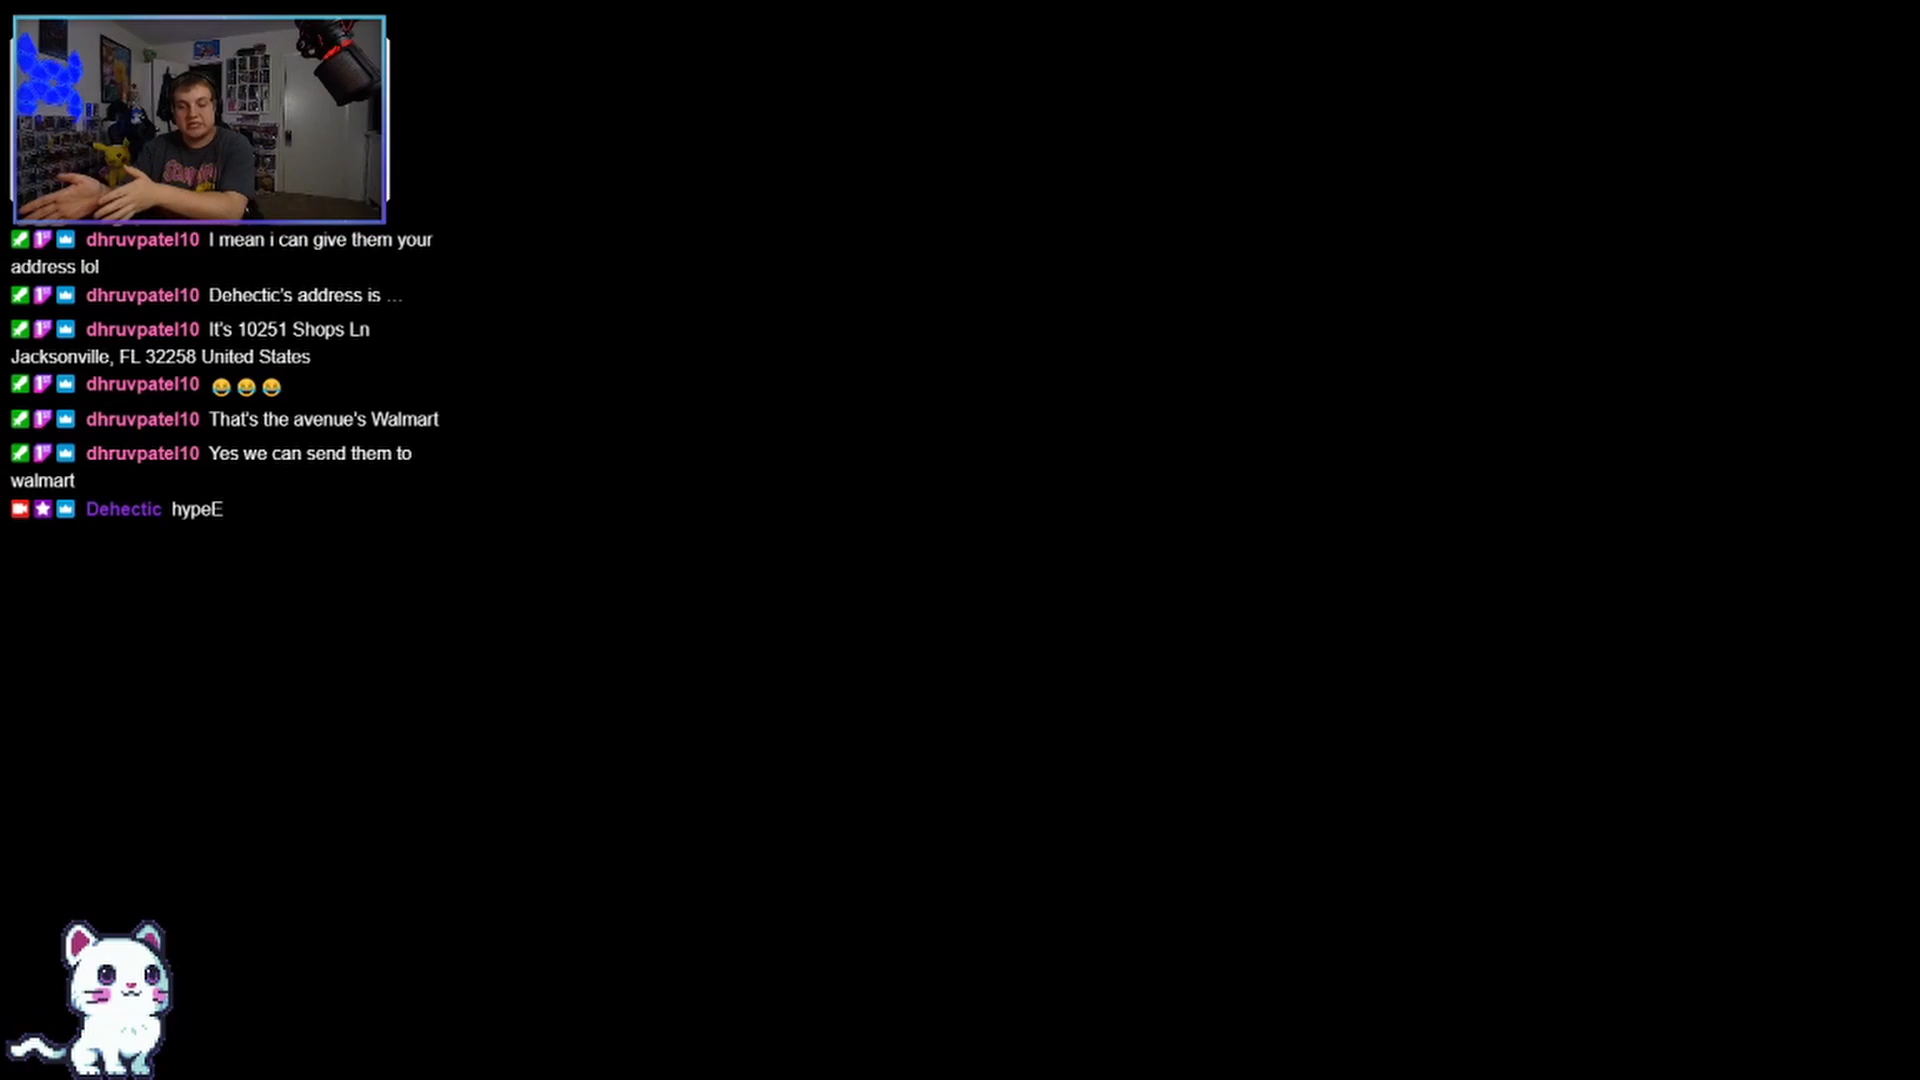 dhruvpatel10 I mean i can give them your
address lol
dhruvpatel10 Dehectic's address is ...
dhruvpatel10 It's 10251 Shops Ln
Jacksonville, FL 32258 United States
dhruvpatel10 😂 😂 😂
dhruvpatel10 That's the avenue's Walmart
dhruvpatel10 Yes we can send them to
walmart
Dehectic hypeE